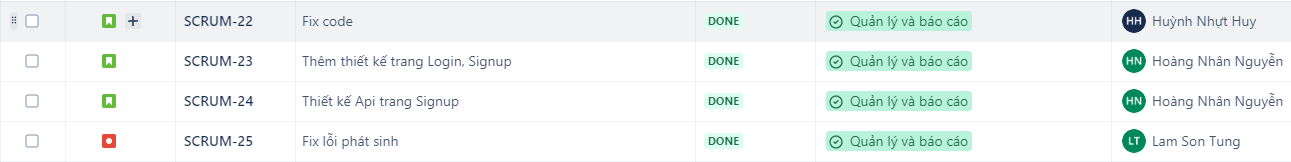 SCRUM-22 Fix code DONE Quản lý và báo cáo HH Huỳnh Nhựt Huy
SCRUM-23 Thêm thiết kế trang Login, Signup DONE Quản lý và báo cáo HN Hoàng Nhân Nguyễn
SCRUM-24 Thiết kế Api trang Signup DONE Quản lý và báo cáo HN Hoàng Nhân Nguyễn
SCRUM-25 Fix lỗi phát sinh DONE Quản lý và báo cáo LT Lam Son Tung